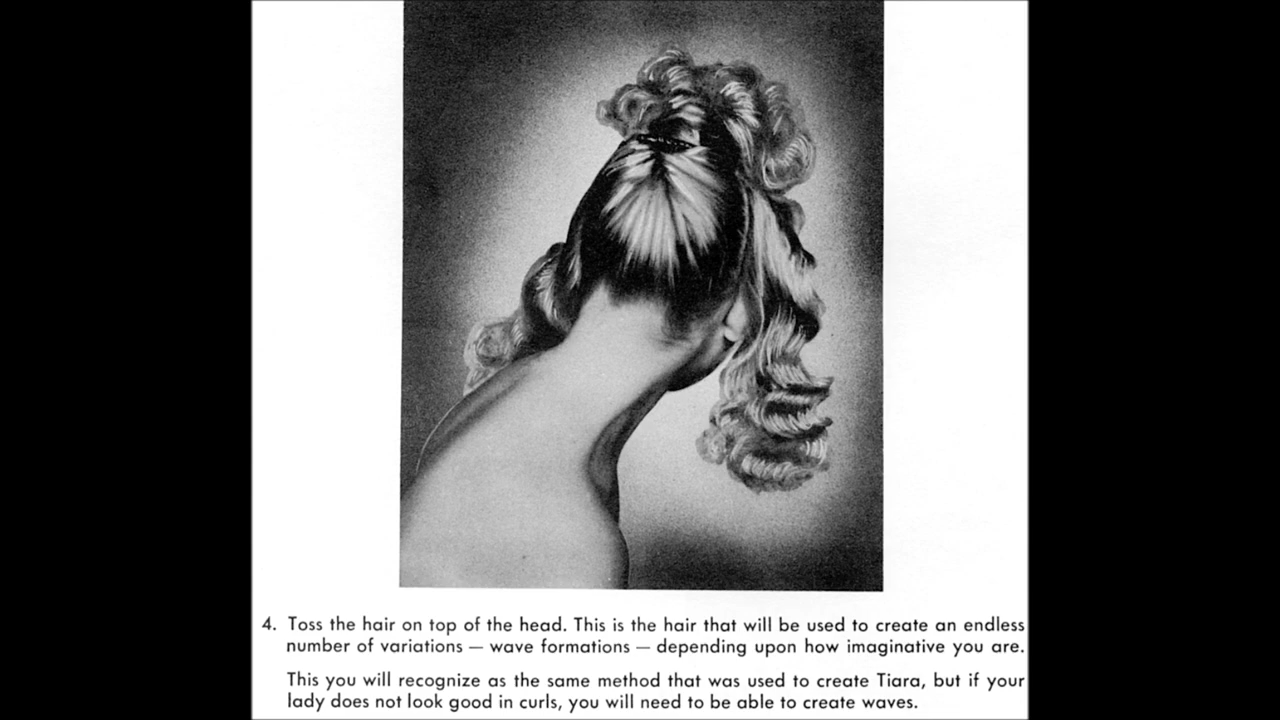 4. Toss the hair on top of the head. This is the hair that will be used to create an endless
number of variations — wave formations — depending upon how imaginative you are.
This you will recognize as the same method that was used to create Tiara, but if your
lady does not look good in curls, you will need to be able to create waves.